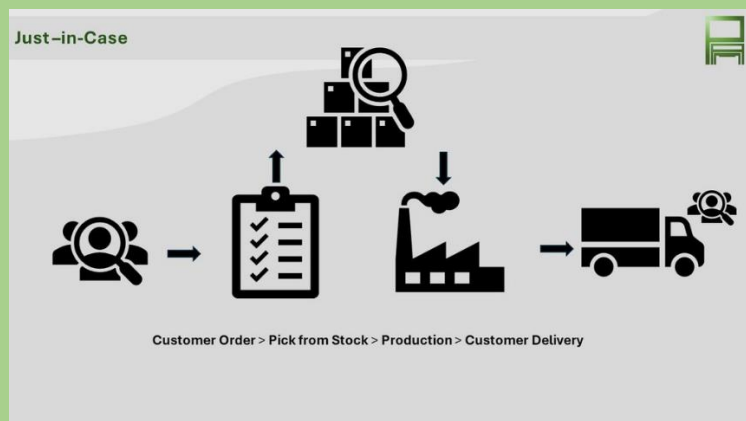 Just–in-Case
Customer Order > Pick from Stock > Production > Customer Delivery